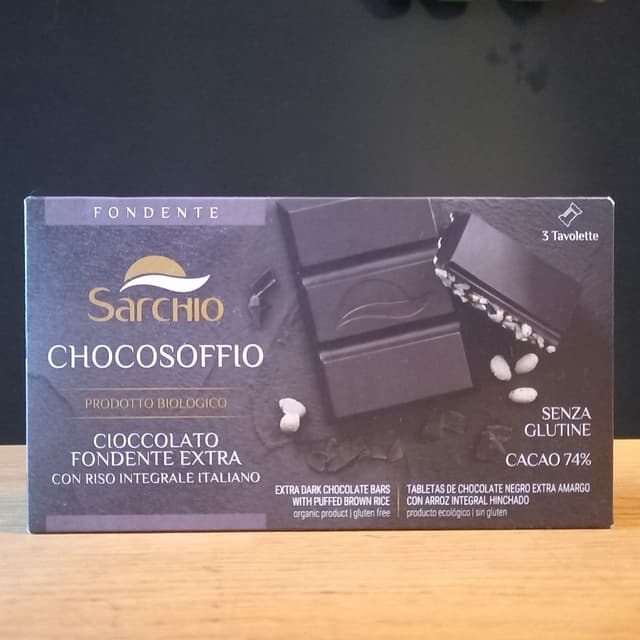 FONDENTE
3 Tavolette
Sarchio
CHOCOSOFFIO
PRODOTTO BIOLOGICO
CIOCCOLATO
FONDENTE EXTRA
CON RISO INTEGRALE ITALIANO
SENZA
GLUTINE
CACAO 74%
EXTRA DARK CHOCOLATE BARS
WITH PUFFED BROWN RICE
organic product | gluten free
TABLETAS DE CHOCOLATE NEGRO EXTRA AMARGO
CON ARROZ INTEGRAL HINCHADO
producto ecológico | sin gluten